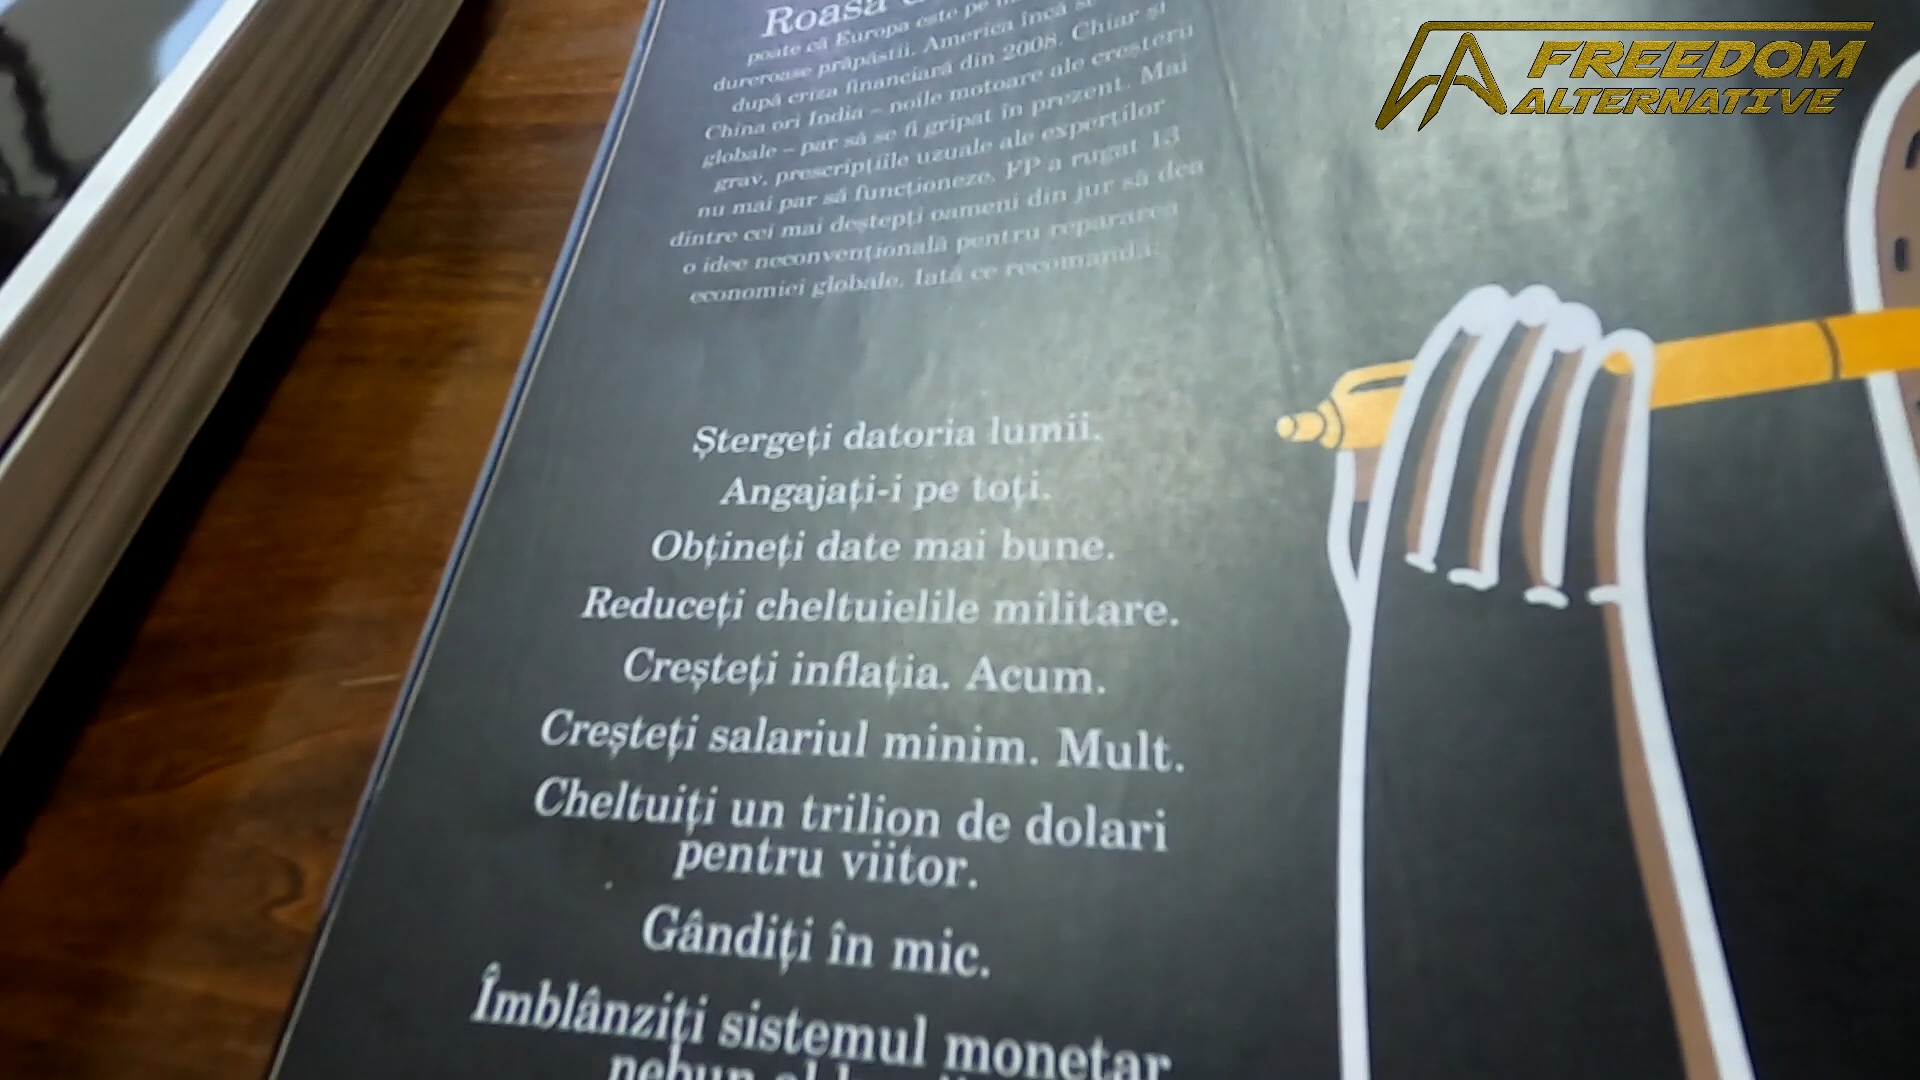 Roasa
poate că Europa este pe
dureroase prăpăstii. America încă
după criza financiară din 2008. Chiar și
China ori India – noile motoare ale creșterii
globale – par să se fi gripat în prezent. Mai
grav, prescripțiile uzuale ale experților
nu mai par să funcționeze. FP a rugat 13
dintre cei mai deștepți oameni din jur să dea
o idee neconvențională pentru repararea
economiei globale. Iată ce recomandă:
Ștergeți datoria lumii.
Angajați-i pe toți.
Obțineți date mai bune.
Reduceți cheltuielile militare.
Creșteți inflația. Acum.
Creșteți salariul minim. Mult.
Cheltuiți un trilion de dolari
pentru viitor.
Gândiți în mic.
Îmblânziți sistemul monetar
nebun al
FREEDOM
ALTERNATIVE